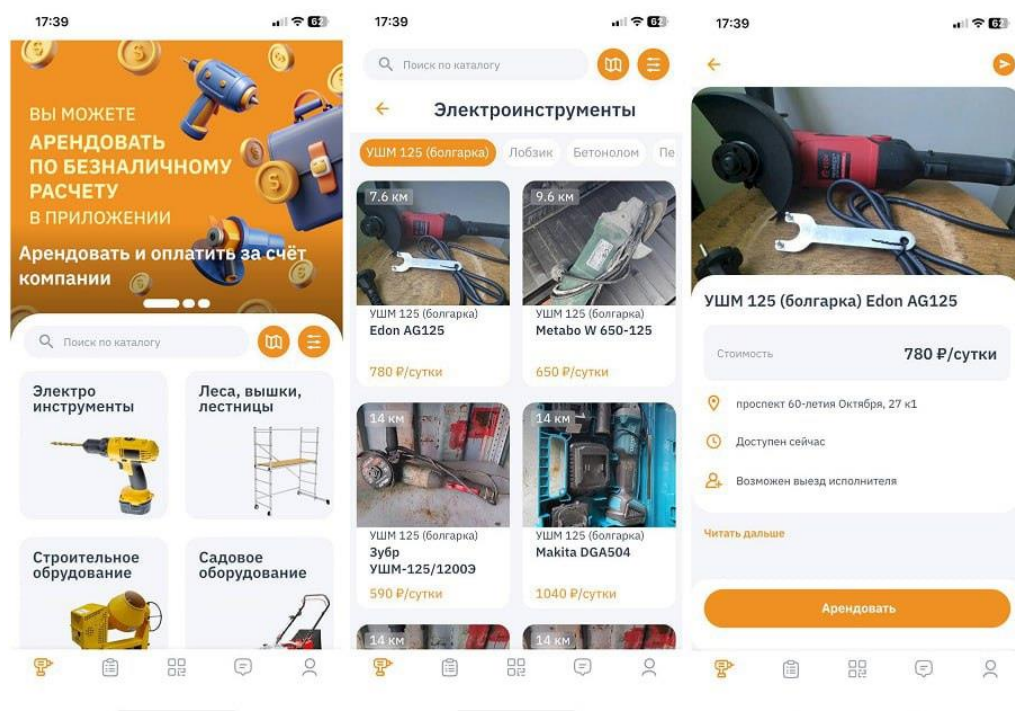 17:39
62
ВЫ МОЖЕТЕ
АРЕНДОВАТЬ
ПО БЕЗНАЛИЧНОМУ
РАСЧЕТУ
В ПРИЛОЖЕНИИ
Арендовать и оплатить за счёт
компании
Поиск по каталогу
Электро
инструменты
Леса, вышки,
лестницы
Строительное
обрудование
Садовое
оборудование
17:39
62
Поиск по каталогу
Электроинструменты
УШМ 125 (болгарка)
Лобзик
Бетонолом
Пе
7.6 км
УШМ 125 (болгарка)
Edon AG125
780 ₽/сутки
9.6 км
УШМ 125 (болгарка)
Metabo W 650-125
650 ₽/сутки
14 км
УШМ 125 (болгарка)
Зубр
УШМ-125/1200Э
590 ₽/сутки
14 км
УШМ 125 (болгарка)
Makita DGA504
1040 ₽/сутки
14 км
14 км
17:39
62
УШМ 125 (болгарка) Edon AG125
Стоимость
780 ₽/сутки
проспект 60-летия Октября, 27 к1
Доступен сейчас
Возможен выезд исполнителя
Читать дальше
Арендовать